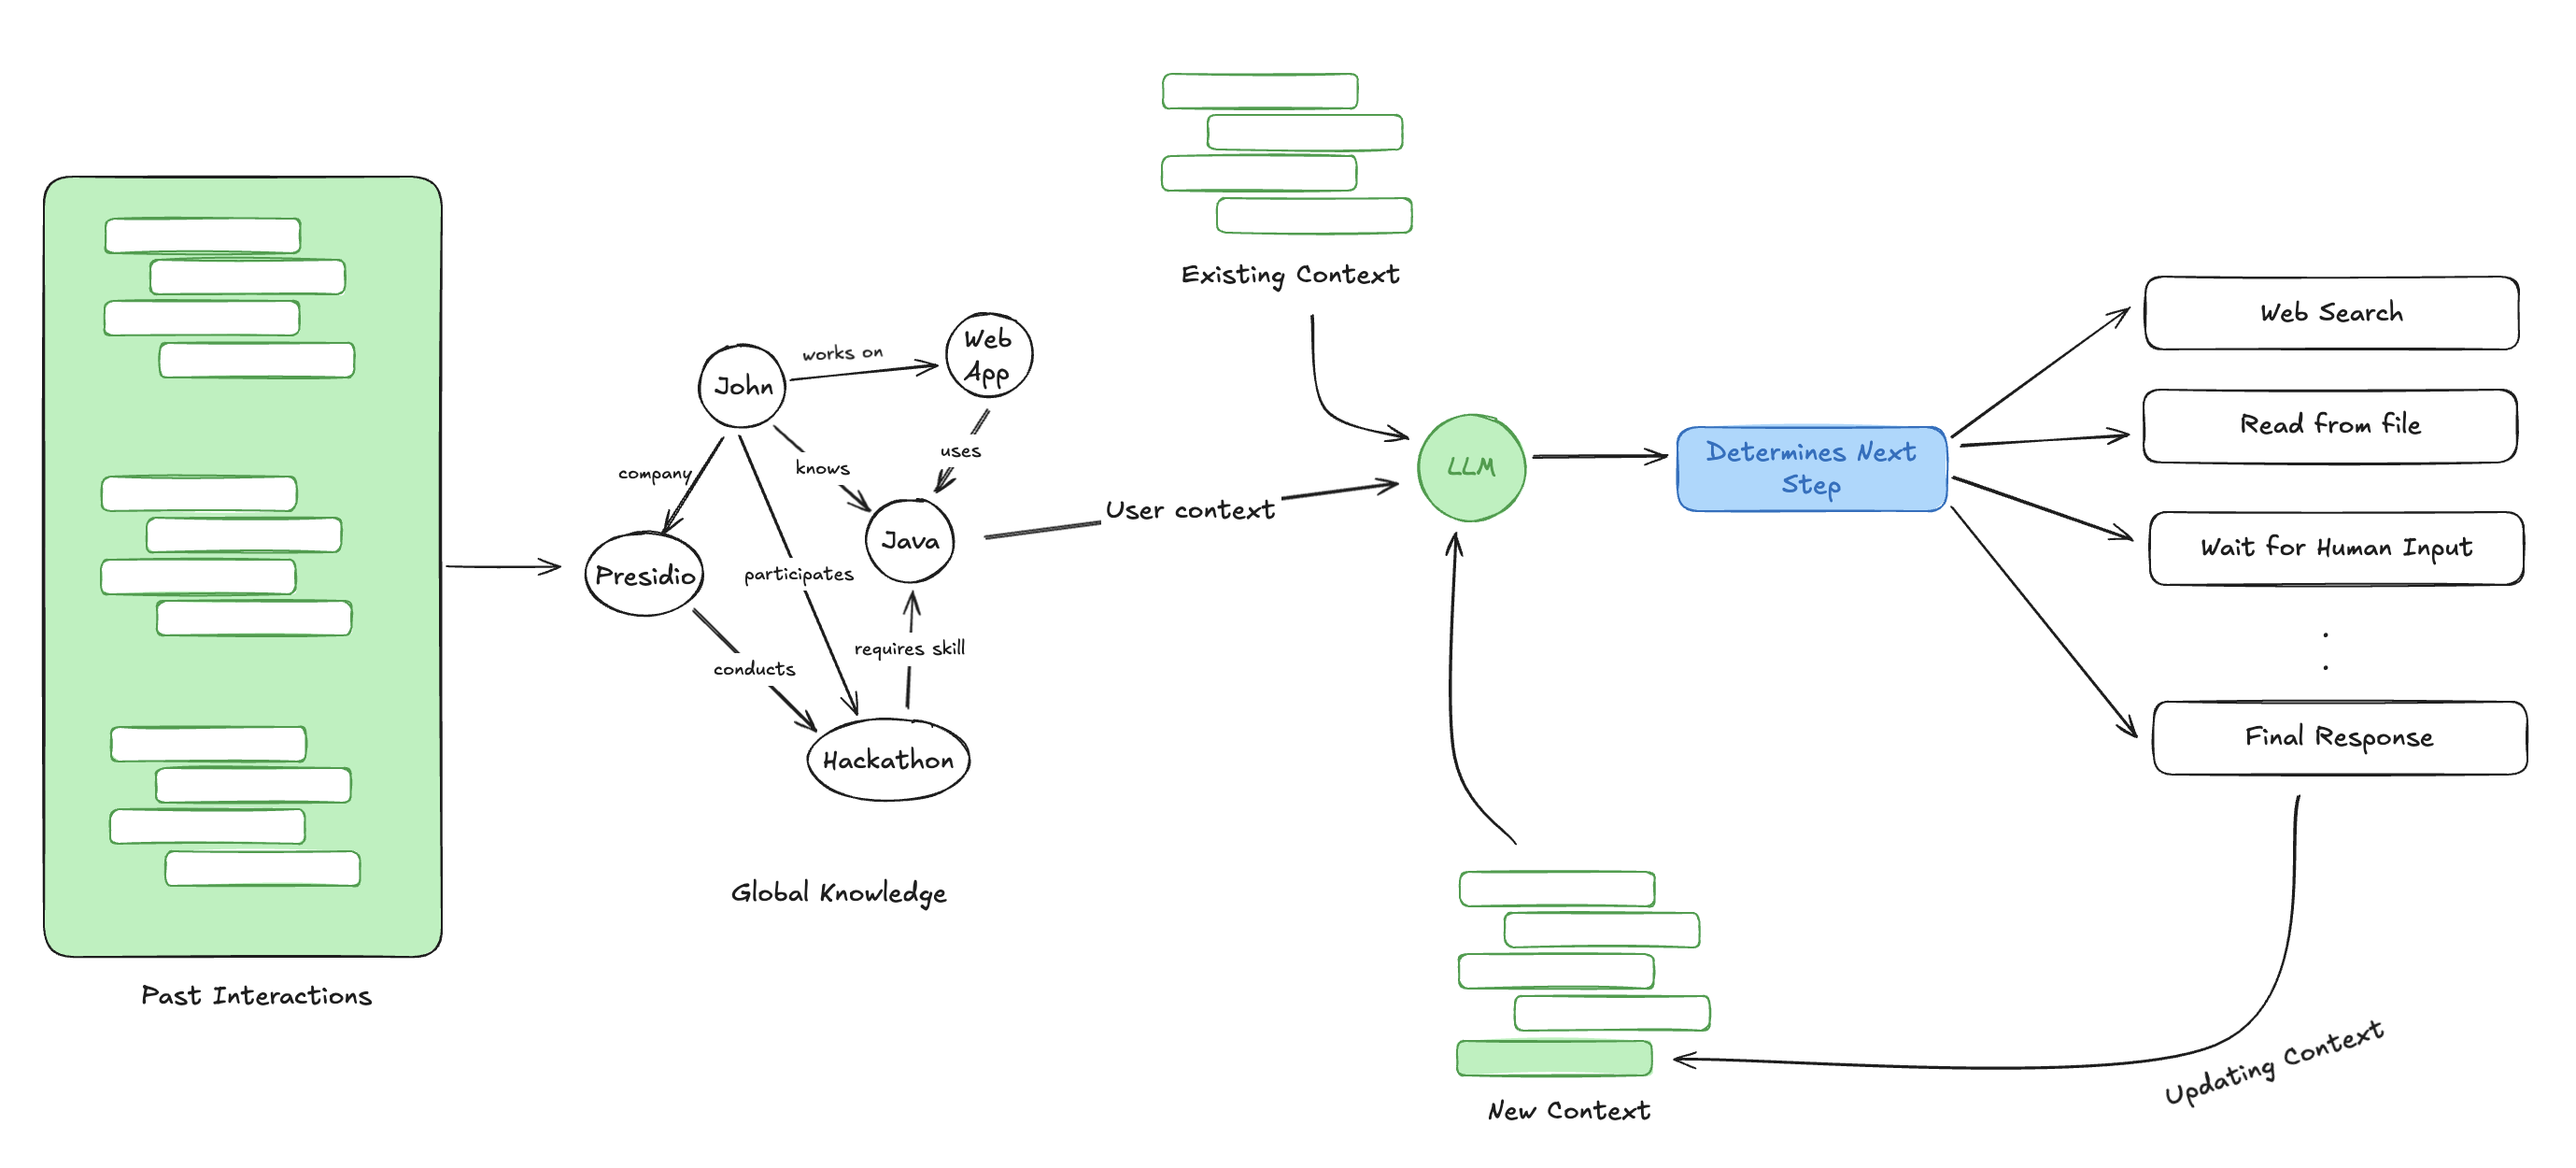 Existing Context
Past Interactions
John
works on
Web
App
company
knows
uses
Presidio
participates
Java
conducts
requires skill
Hackathon
Global Knowledge
User context
LLM
Determines Next
Step
Web Search
Read from file
Wait for Human Input
.
.
Final Response
Updating Context
New Context